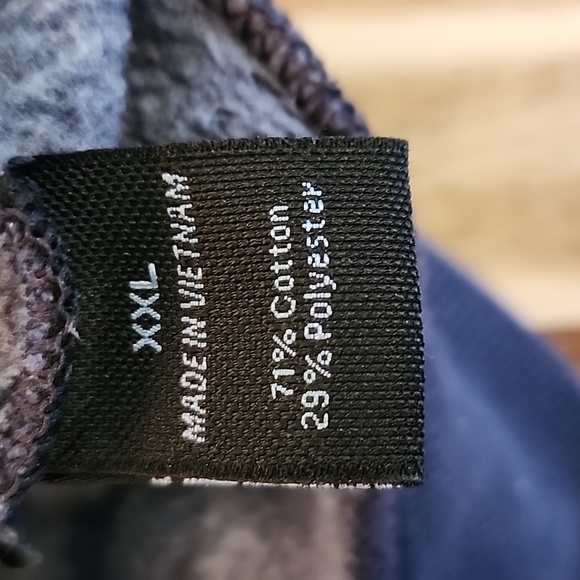 XXL
MADE IN VIETNAM
71% Cotton
29% Polyester